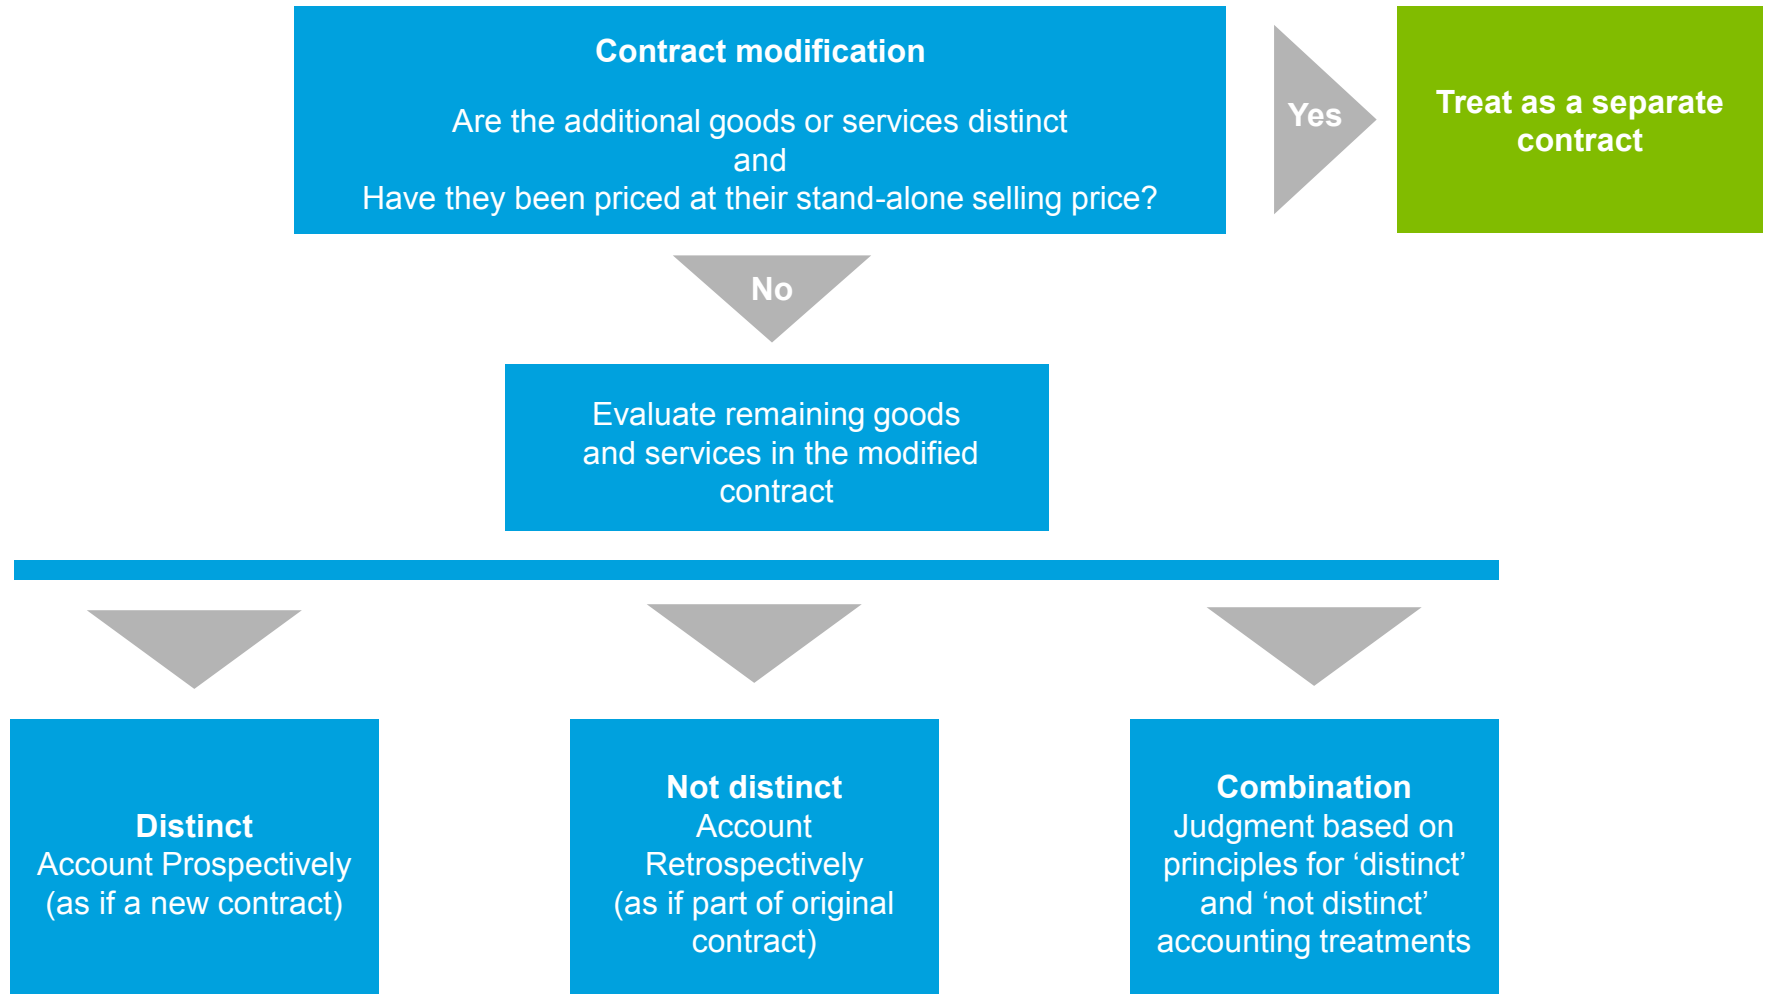 Contract modification
Are the additional goods or services distinct
and
Have they been priced at their stand-alone selling price?
Yes
Treat as a separate
contract
No
Evaluate remaining goods
and services in the modified
contract
Distinct
Account Prospectively
(as if a new contract)
Not distinct
Account
Retrospectively
(as if part of original
contract)
Combination
Judgment based on
principles for ‘distinct’
and ‘not distinct’
accounting treatments